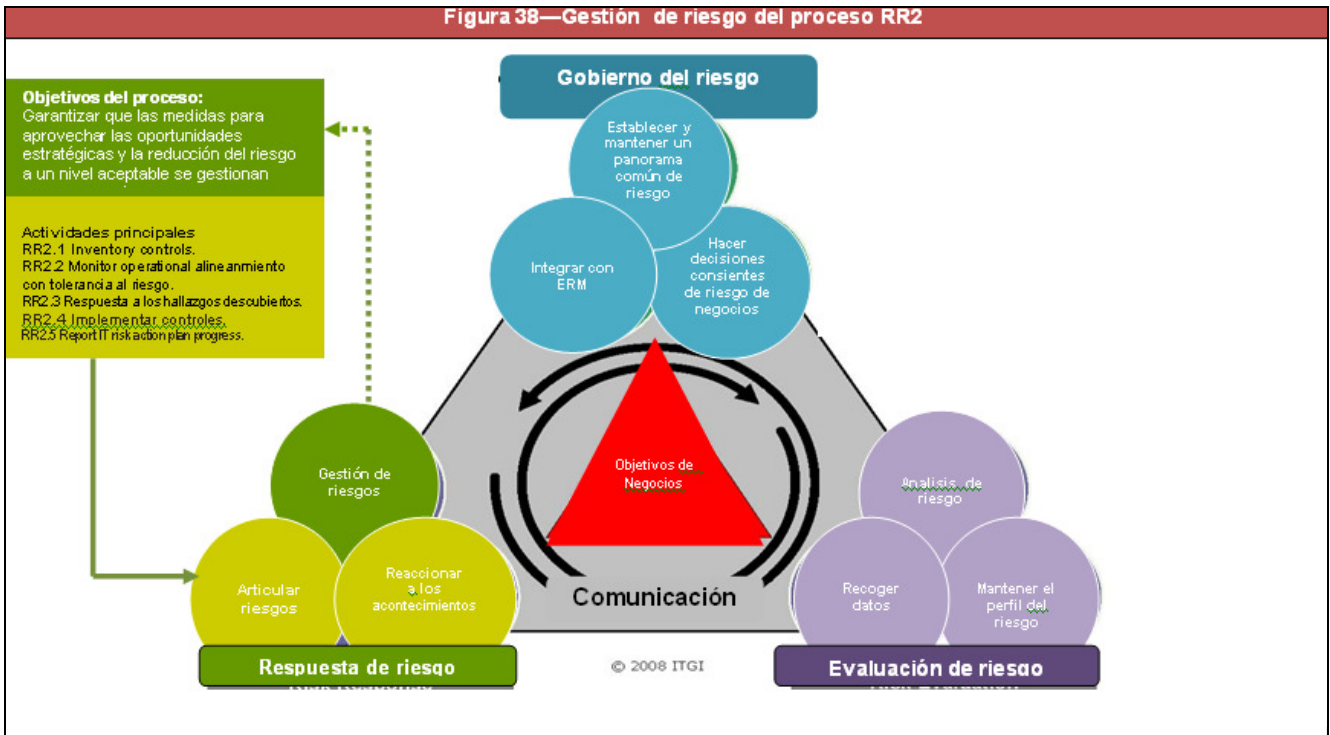 Figura 38—Gestión de riesgo del proceso RR2
Gobierno del riesgo
Objetivos del proceso:
Garantizar que las medidas para
aprovechar las oportunidades
estratégicas y la reducción del riesgo
a un nivel aceptable se gestionan
Actividades principales
RR2.1 Inventory controls.
RR2.2 Monitor operational alineanmiento
con tolerancia al riesgo.
RR2.3 Respuesta a los hallazgos descubiertos.
RR2.4 Implementar controles.
RR2.5 Report IT risk action plan progress.
Establecer y
mantener un
panorama
común de
riesgo
Integrar con
ERM
Hacer
decisiones
consientes
de riesgo de
negocios
Objetivos de
Negocios
Gestión de
riesgos
Articular
riesgos
Reaccionar
a los
acontecimientos
Analisis de
riesgo
Recoger
datos
Mantener el
perfil del
riesgo
Comunicación
Respuesta de riesgo
© 2008 ITGI
Evaluación de riesgo